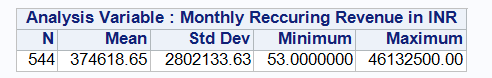 Analysis Variable : Monthly Reccuring Revenue in INR
N Mean Std Dev Minimum Maximum
544 374618.65 2802133.63 53.0000000 46132500.00